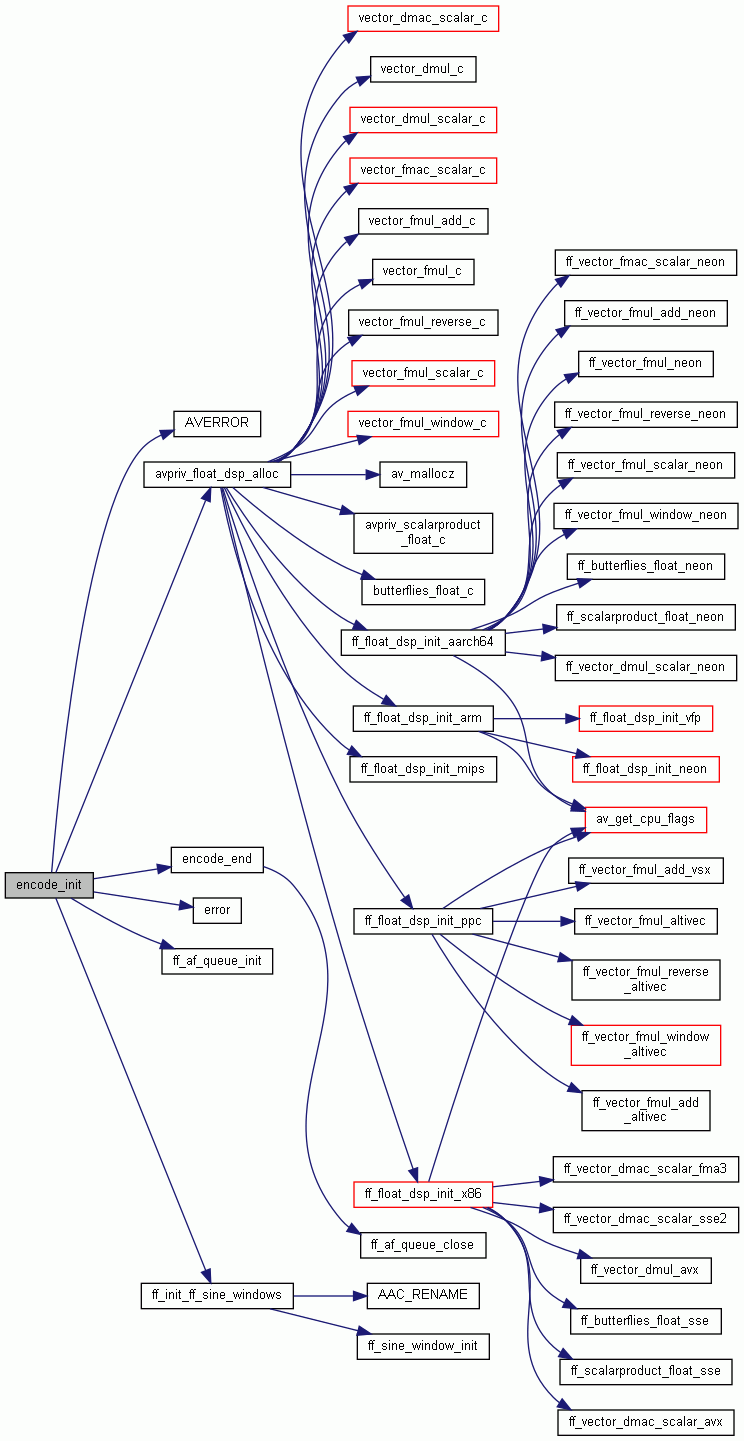 vector_dmac_scalar_c
vector_dmul_c
vector_dmul_scalar_c
vector_fmac_scalar_c
vector_fmul_add_c
vector_fmul_c
vector_fmul_reverse_c
vector_fmul_scalar_c
vector_fmul_window_c
AVERROR
avpriv_float_dsp_alloc
av_mallocz
avpriv_scalarproduct
_float_c
butterflies_float_c
ff_float_dsp_init_aarch64
ff_float_dsp_init_arm
ff_float_dsp_init_mips
ff_vector_fmac_scalar_neon
ff_vector_fmul_add_neon
ff_vector_fmul_neon
ff_vector_fmul_reverse_neon
ff_vector_fmul_scalar_neon
ff_vector_fmul_window_neon
ff_butterflies_float_neon
ff_scalarproduct_float_neon
ff_vector_dmul_scalar_neon
ff_float_dsp_init_vfp
ff_float_dsp_init_neon
av_get_cpu_flags
encode_init
encode_end
error
ff_af_queue_init
ff_float_dsp_init_ppc
ff_vector_fmul_add_vsx
ff_vector_fmul_altivec
ff_vector_fmul_reverse
_altivec
ff_vector_fmul_window
_altivec
ff_vector_fmul_add
_altivec
ff_float_dsp_init_x86
ff_vector_dmac_scalar_fma3
ff_vector_dmac_scalar_sse2
ff_vector_dmul_avx
ff_butterflies_float_sse
ff_scalarproduct_float_sse
ff_vector_dmac_scalar_avx
ff_af_queue_close
ff_init_ff_sine_windows
AAC_RENAME
ff_sine_window_init